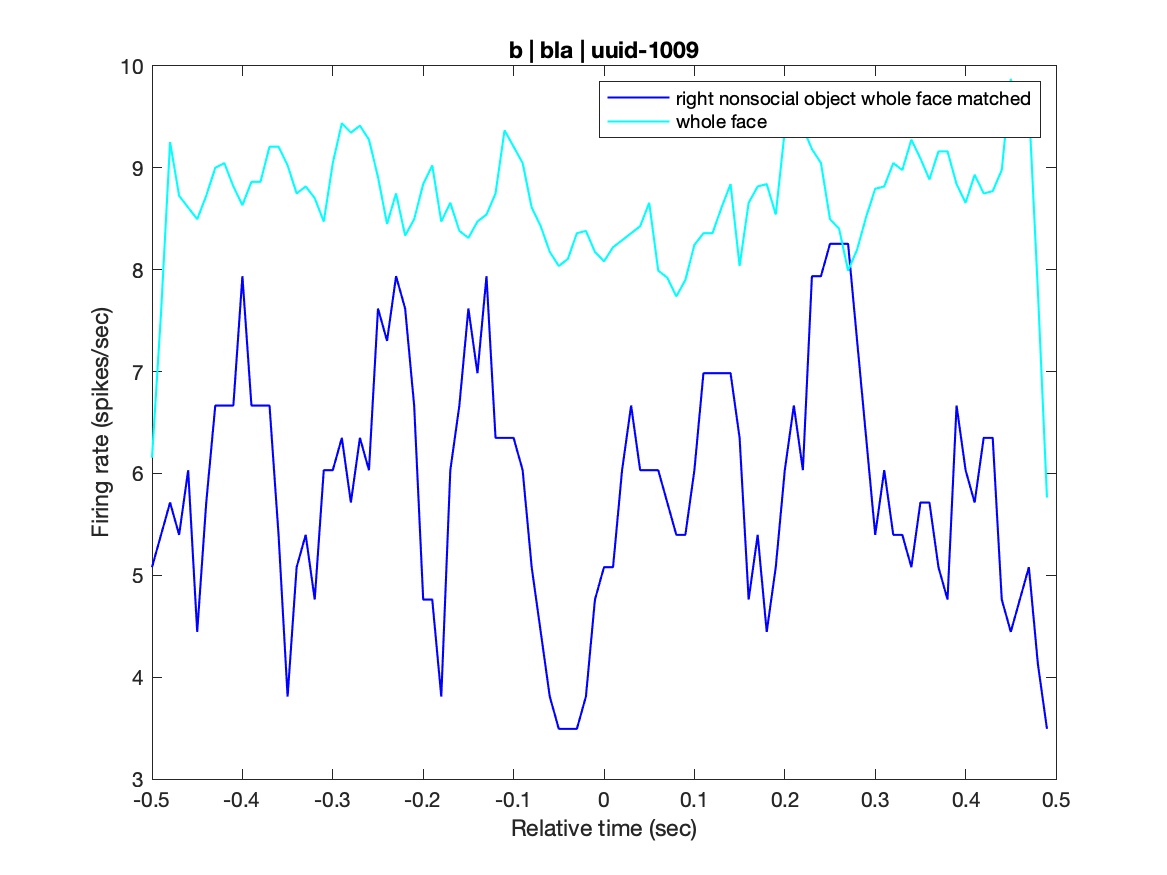 b | bla | uuid-1009
right nonsocial object whole face matched
whole face
Firing rate (spikes/sec)
10
9
8
7
6
5
4
3
-0.5 -0.4 -0.3 -0.2 -0.1 0 0.1 0.2 0.3 0.4 0.5
Relative time (sec)